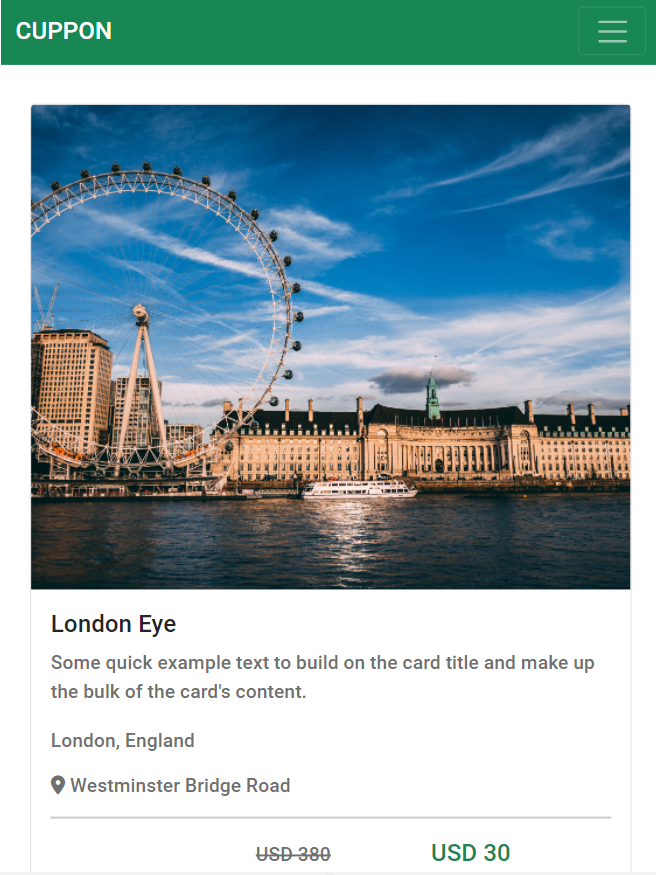 CUPPON
London Eye
Some quick example text to build on the card title and make up
the bulk of the card's content.
London, England
Westminster Bridge Road
USD 380 USD 30